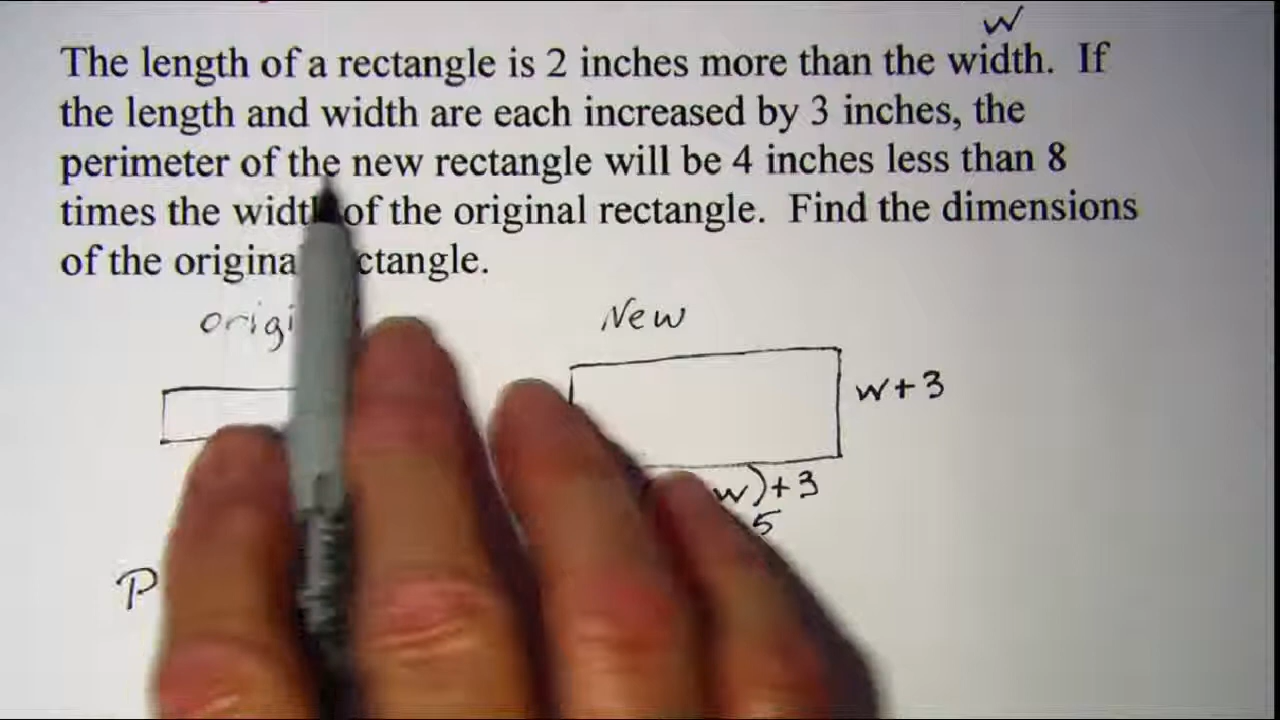 w
The length of a rectangle is 2 inches more than the width. If
the length and width are each increased by 3 inches, the
perimeter of the new rectangle will be 4 inches less than 8
times the width of the original rectangle. Find the dimensions
of the origina ctangle.
origi New
w+3
w)+3
5
P